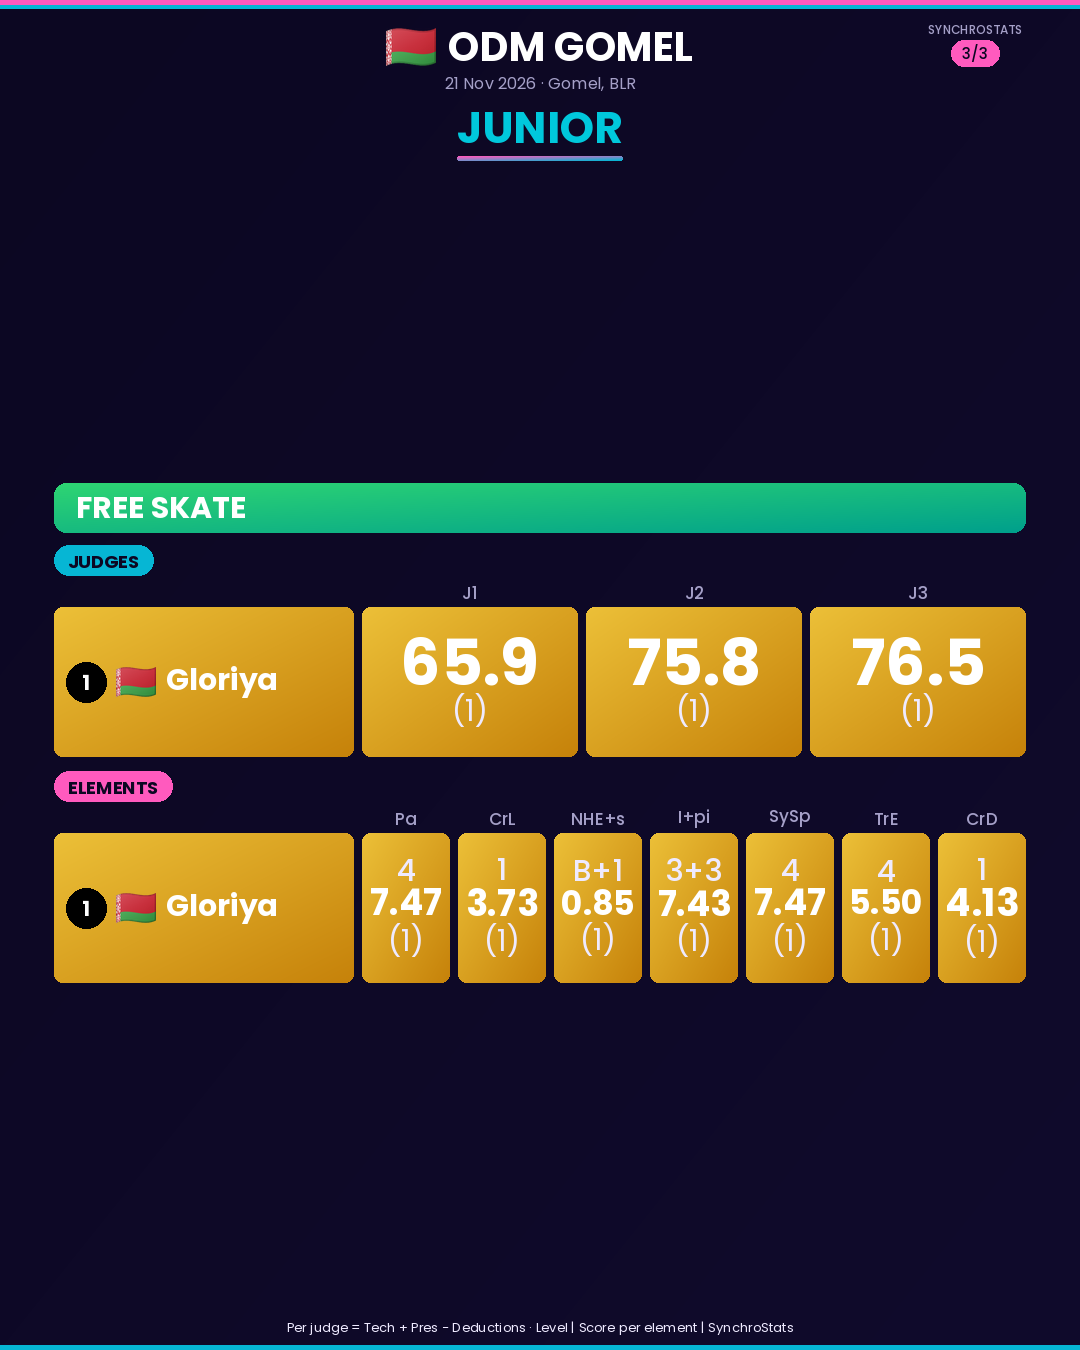 ODM GOMEL
SYNCHROSTATS
3/3
21 Nov 2026 · Gomel, BLR
JUNIOR
FREE SKATE
JUDGES
J1 J2 J3
1 Gloriya 65.9 75.8 76.5
(1) (1) (1)
ELEMENTS
Pa CrL NHE+s I+pi SySp TrE CrD
4 1 B+1 3+3 4 4 1
1 Gloriya 7.47 3.73 0.85 7.43 7.47 5.50 4.13
(1) (1) (1) (1) (1) (1) (1)
Per judge = Tech + Pres - Deductions · Level | Score per element | SynchroStats